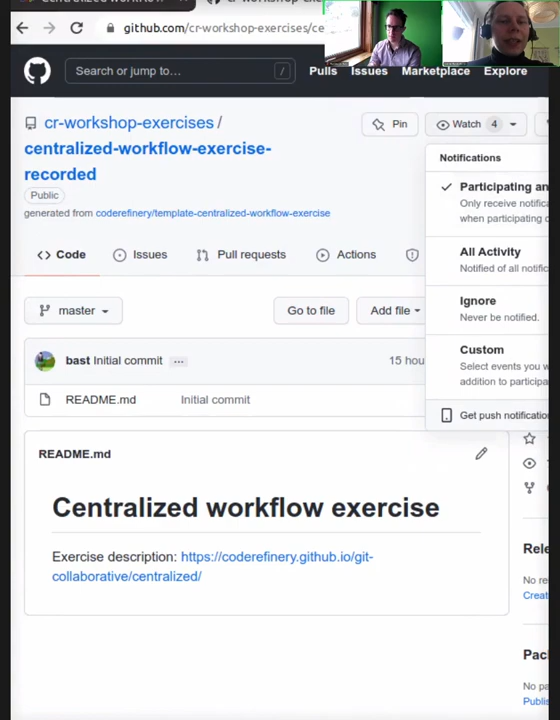 github.com/cr-workshop-exercises/ce
Search or jump to... /
Pulls Issues Marketplace Explore
cr-workshop-exercises /
centralized-workflow-exercise-
recorded
Pin
Watch 4
Public
generated from coderefinery/template-centralized-workflow-exercise
Notifications
Participating an
Only receive notifica
when participating o
All Activity
Notified of all notific
Ignore
Never be notified.
Custom
Select events you w
addition to participa
Get push notificatio
<> Code Issues Pull requests Actions
master
Go to file
Add file
bast Initial commit ...
15 hou
README.md Initial commit
README.md
Centralized workflow exercise
Exercise description: https://coderefinery.github.io/git-
collaborative/centralized/
Rele
No re
Creat
Pac
No pa
Publis